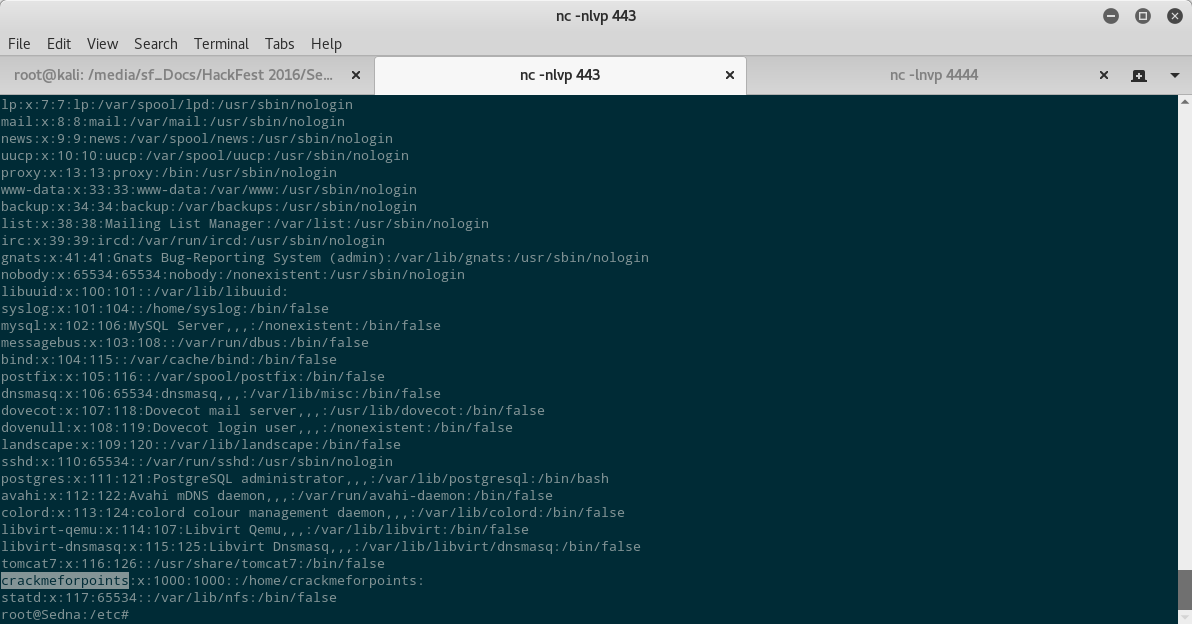 nc -nlvp 443
File Edit View Search Terminal Tabs Help
root@kali: /media/sf_Docs/HackFest 2016/Se... nc -nlvp 443 nc -lnvp 4444
lp:x:7:7:lp:/var/spool/lpd:/usr/sbin/nologin
mail:x:8:8:mail:/var/mail:/usr/sbin/nologin
news:x:9:9:news:/var/spool/news:/usr/sbin/nologin
uucp:x:10:10:uucp:/var/spool/uucp:/usr/sbin/nologin
proxy:x:13:13:proxy:/bin:/usr/sbin/nologin
www-data:x:33:33:www-data:/var/www:/usr/sbin/nologin
backup:x:34:34:backup:/var/backups:/usr/sbin/nologin
list:x:38:38:Mailing List Manager:/var/list:/usr/sbin/nologin
irc:x:39:39:ircd:/var/run/ircd:/usr/sbin/nologin
gnats:x:41:41:Gnats Bug-Reporting System (admin):/var/lib/gnats:/usr/sbin/nologin
nobody:x:65534:65534:nobody:/nonexistent:/usr/sbin/nologin
libuuid:x:100:101::/var/lib/libuuid:
syslog:x:101:104::/home/syslog:/bin/false
mysql:x:102:106:MySQL Server,,,:/nonexistent:/bin/false
messagebus:x:103:108::/var/run/dbus:/bin/false
bind:x:104:115::/var/cache/bind:/bin/false
postfix:x:105:116::/var/spool/postfix:/bin/false
dnsmasq:x:106:65534:dnsmasq,,,:/var/lib/misc:/bin/false
dovecot:x:107:118:Dovecot mail server,,,:/usr/lib/dovecot:/bin/false
dovenull:x:108:119:Dovecot login user,,,:/nonexistent:/bin/false
landscape:x:109:120::/var/lib/landscape:/bin/false
sshd:x:110:65534::/var/run/sshd:/usr/sbin/nologin
postgres:x:111:121:PostgreSQL administrator,,,:/var/lib/postgresql:/bin/bash
avahi:x:112:122:Avahi mDNS daemon,,,:/var/run/avahi-daemon:/bin/false
colord:x:113:124:colord colour management daemon,,,:/var/lib/colord:/bin/false
libvirt-qemu:x:114:107:Libvirt Qemu,,,:/var/lib/libvirt:/bin/false
libvirt-dnsmasq:x:115:125:Libvirt Dnsmasq,,,:/var/lib/libvirt/dnsmasq:/bin/false
tomcat7:x:116:126::/usr/share/tomcat7:/bin/false
crackmeforpoints:x:1000:1000::/home/crackmeforpoints:
statd:x:117:65534::/var/lib/nfs:/bin/false
root@Sedna:/etc#